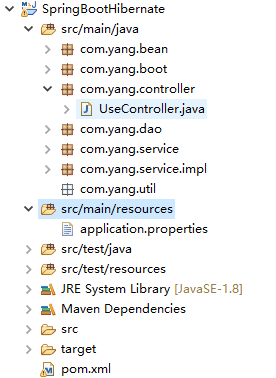 SpringBootHibernate
src/main/java
com.yang.bean
com.yang.boot
com.yang.controller
UseController.java
com.yang.dao
com.yang.service
com.yang.service.impl
com.yang.util
src/main/resources
application.properties
src/test/java
src/test/resources
JRE System Library [JavaSE-1.8]
Maven Dependencies
src
target
pom.xml